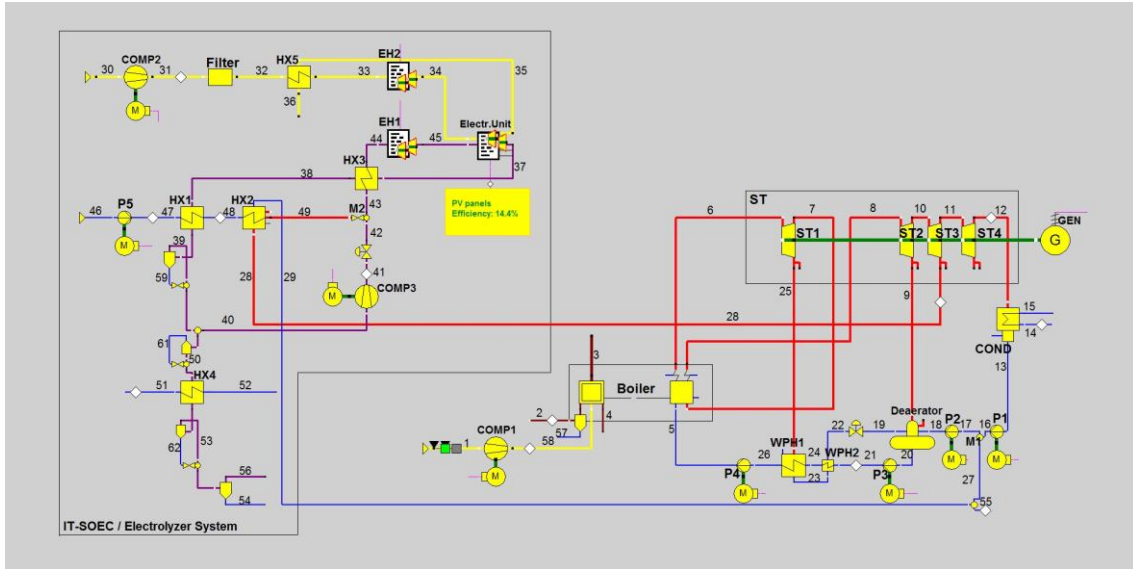 COMP2
Filter
HX5
EH2
30
31
32
33
34
35
36
M
EH1
Electr.Unit
44
45
37
HX3
38
PV panels
Efficiency: 14.4%
P5
HX1
HX2
46
47
48
49
M2
43
M
39
42
59
28
29
41
M
COMP3
40
28
61
50
HX4
51
52
53
62
56
54
IT-SOEC / Electrolyzer System
ST
6
7
8
10
11
12
ST1
ST2
ST3
ST4
GEN
G
25
9
15
14
COND
13
3
Boiler
2
4
5
57
58
1
COMP1
M
Deaerator
22
19
18
P2
17
16
P1
M1
WPH1
24
WPH2
21
20
M
M
26
23
27
P4
P3
M
M
55